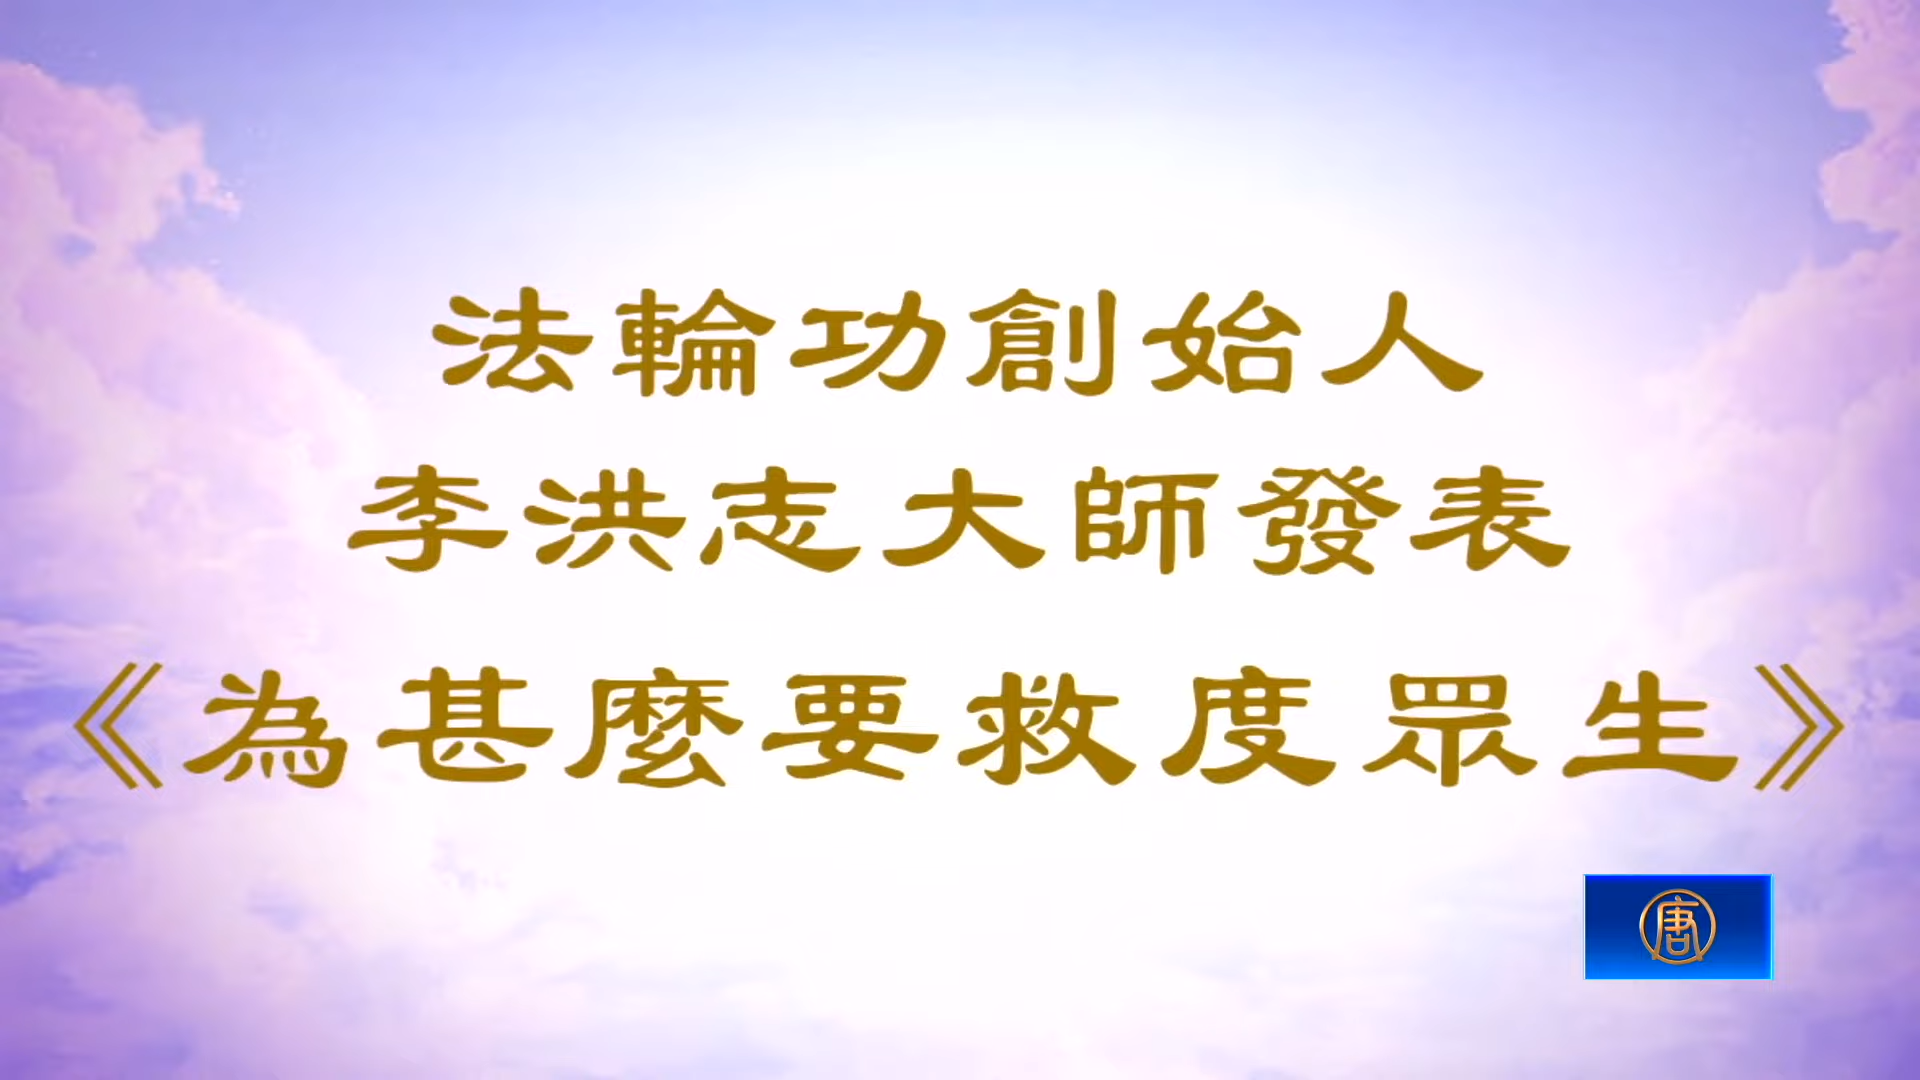 法輪功創始人
李洪志大師發表
《為甚麼要救度眾生》
唐